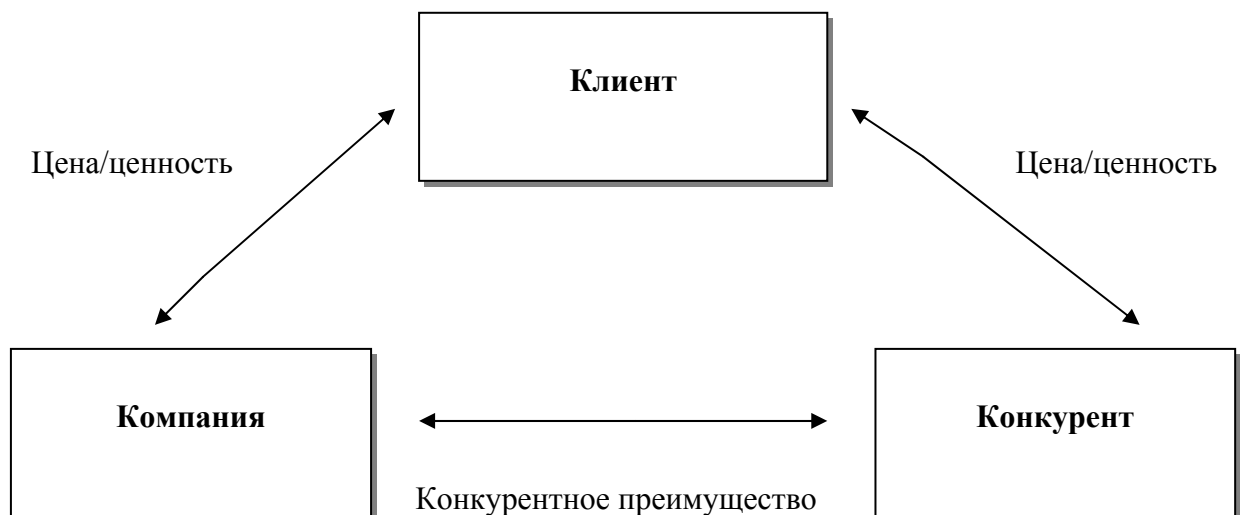 Клиент
Цена/ценность
Цена/ценность
Компания
Конкурент
Конкурентное преимущество